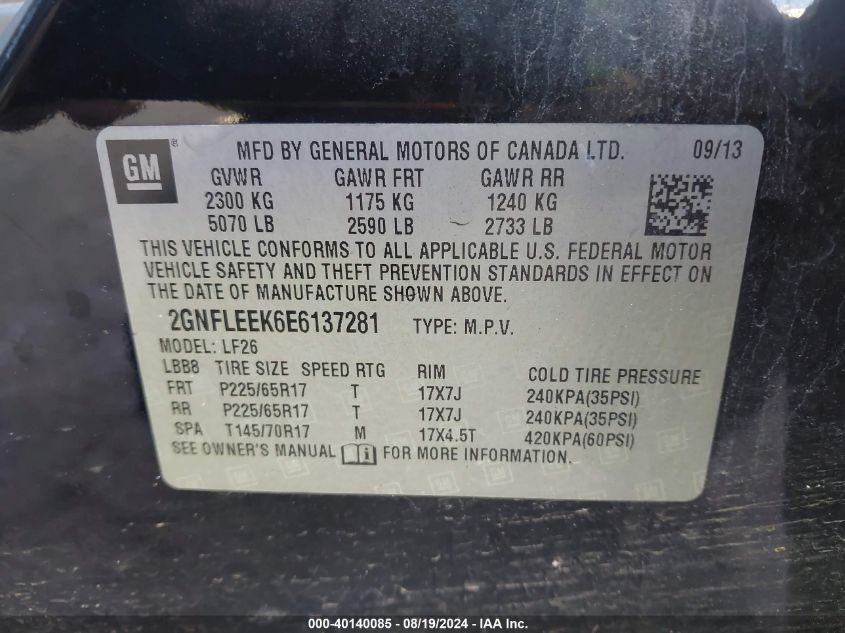 GM ®
MFD BY GENERAL MOTORS OF CANADA LTD. 09/13
GVWR GAWR FRT GAWR RR
2300 KG 1175 KG 1240 KG
5070 LB 2590 LB 2733 LB
THIS VEHICLE CONFORMS TO ALL APPLICABLE U.S. FEDERAL MOTOR
VEHICLE SAFETY AND THEFT PREVENTION STANDARDS IN EFFECT ON
THE DATE OF MANUFACTURE SHOWN ABOVE.
2GNFLEEK6E6137281 TYPE: M.P.V.
MODEL: LF26
LBB8 TIRE SIZE SPEED RTG RIM COLD TIRE PRESSURE
FRT P225/65R17 T 17X7J 240KPA(35PSI)
RR P225/65R17 T 17X7J 240KPA(35PSI)
SPA T145/70R17 M 17X4.5T 420KPA(60PSI)
SEE OWNER'S MANUAL i FOR MORE INFORMATION.
000-40140085 - 08/19/2024 - IAA Inc.